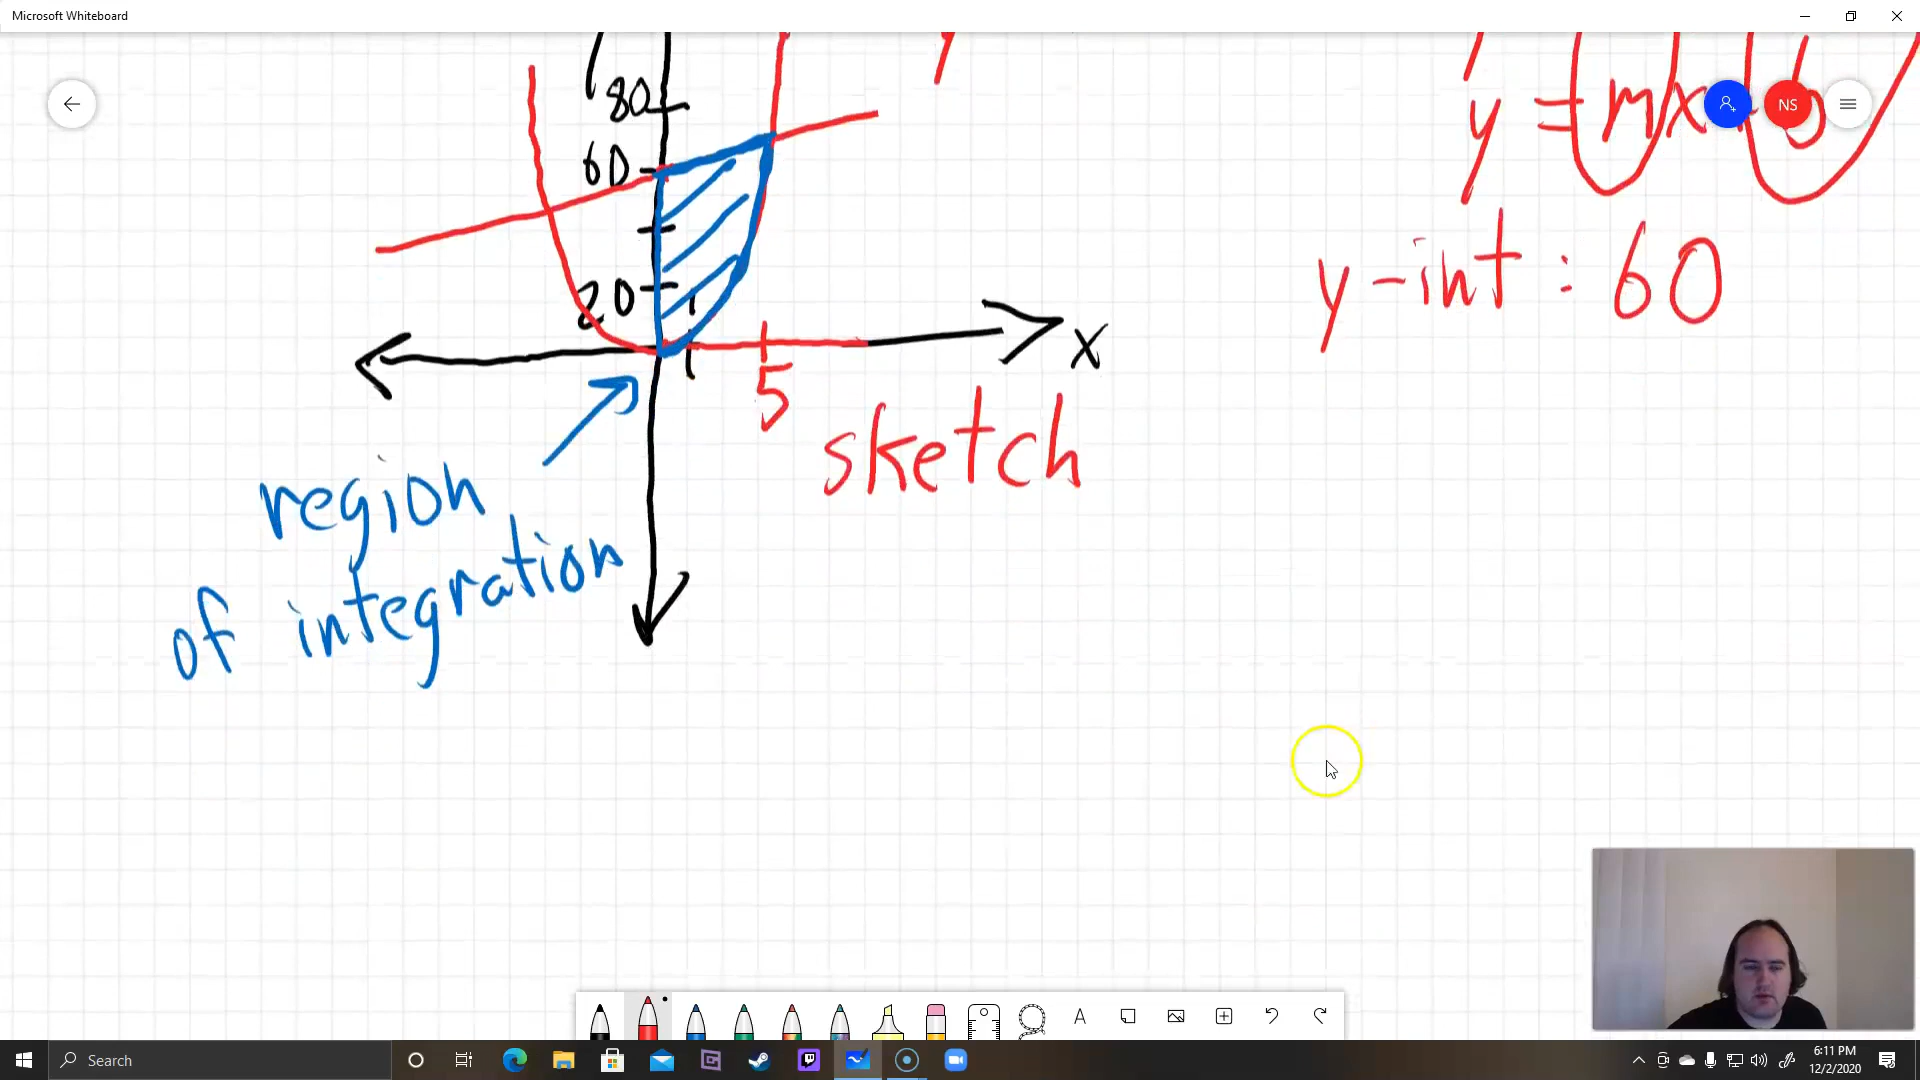 Microsoft Whiteboard
80
60
20
x
5
sketch
region
of integration
y = mx + b
y-int : 60
NS
A
Search
6:11 PM
12/2/2020